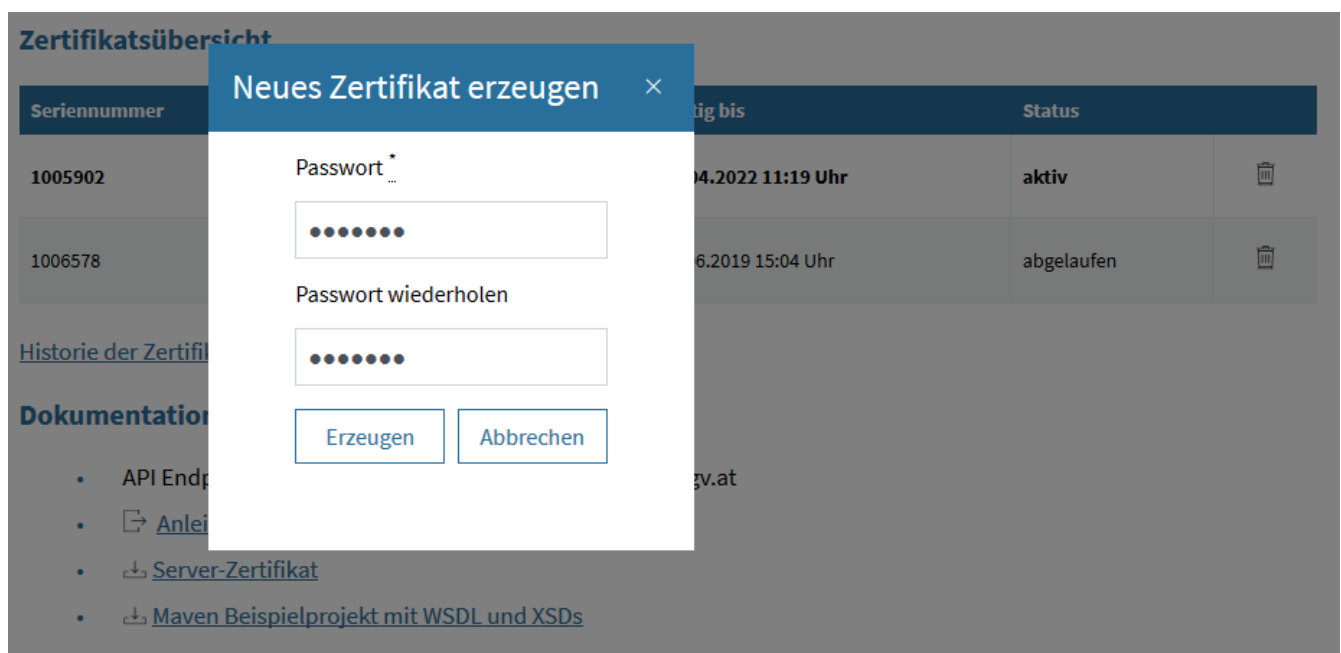 Zertifikatsübersicht
Neues Zertifikat erzeugen ×
Seriennummer tig bis Status
Passwort *
1005902 04.2022 11:19 Uhr aktiv
●●●●●●●
1006578 6.2019 15:04 Uhr abgelaufen
Passwort wiederholen
Historie der Zertifik
●●●●●●●
Dokumentation
Erzeugen Abbrechen
API Endp gv.at
Anlei
Server-Zertifikat
Maven Beispielprojekt mit WSDL und XSDs